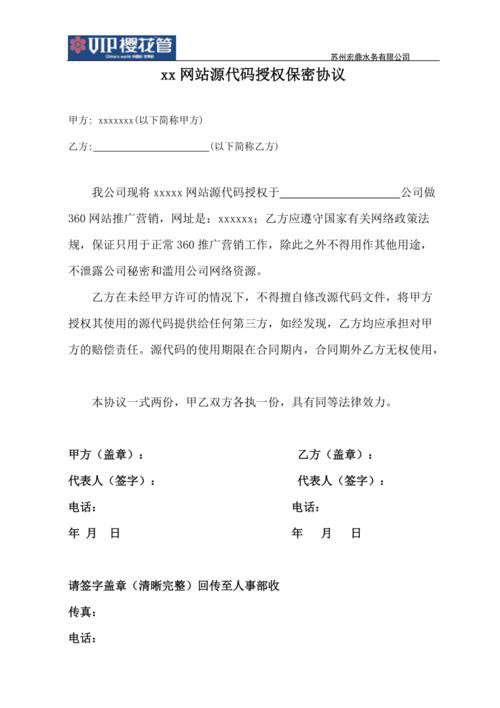 VIP樱花管
China's world 中国梦 世界梦
苏州宏鼎水务有限公司
xx 网站源代码授权保密协议
甲方: xxxxxxx(以下简称甲方)
乙方:____________________(以下简称乙方)
我公司现将 xxxxx 网站源代码授权于____________________公司做
360 网站推广营销，网址是：xxxxxx；乙方应遵守国家有关网络政策法
规，保证只用于正常 360 推广营销工作，除此之外不得用作其他用途，
不泄露公司秘密和滥用公司网络资源。
乙方在未经甲方许可的情况下，不得擅自修改源代码文件，将甲方
授权其使用的源代码提供给任何第三方，如经发现，乙方均应承担对甲
方的赔偿责任。源代码的使用期限在合同期内，合同期外乙方无权使用，
本协议一式两份，甲乙双方各执一份，具有同等法律效力。
甲方（盖章）： 乙方（盖章）：
代表人（签字）： 代表人（签字）：
电话： 电话：
年 月 日 年 月 日
请签字盖章（清晰完整）回传至人事部收
传真：
电话：